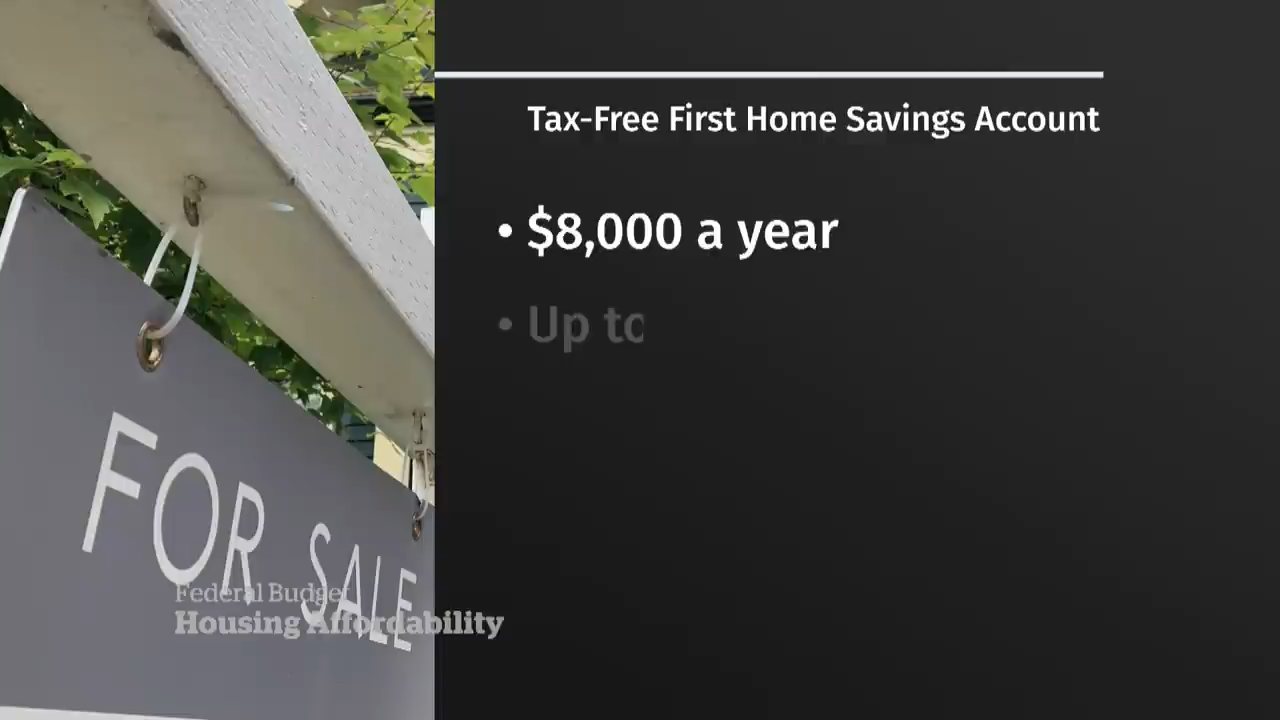 Tax-Free First Home Savings Account
• $8,000 a year
• Up to
FOR SALE
Federal Budget
Housing Affordability